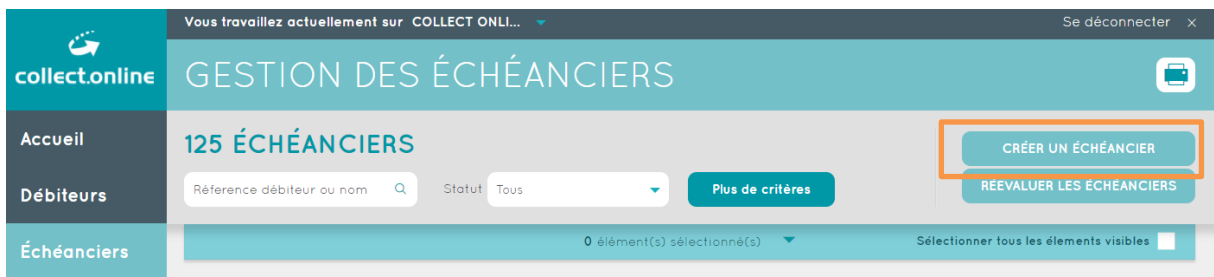 Vous travaillez actuellement sur COLLECT ONLI...
Se déconnecter ×
collect.online
GESTION DES ÉCHÉANCIERS
Accueil
125 ÉCHÉANCIERS
CRÉER UN ÉCHÉANCIER
Débiteurs
Réference débiteur ou nom
Statut Tous
Plus de critères
RÉEVALUER LES ÉCHÉANCIERS
Échéanciers
0 élément(s) sélectionné(s)
Sélectionner tous les élements visibles